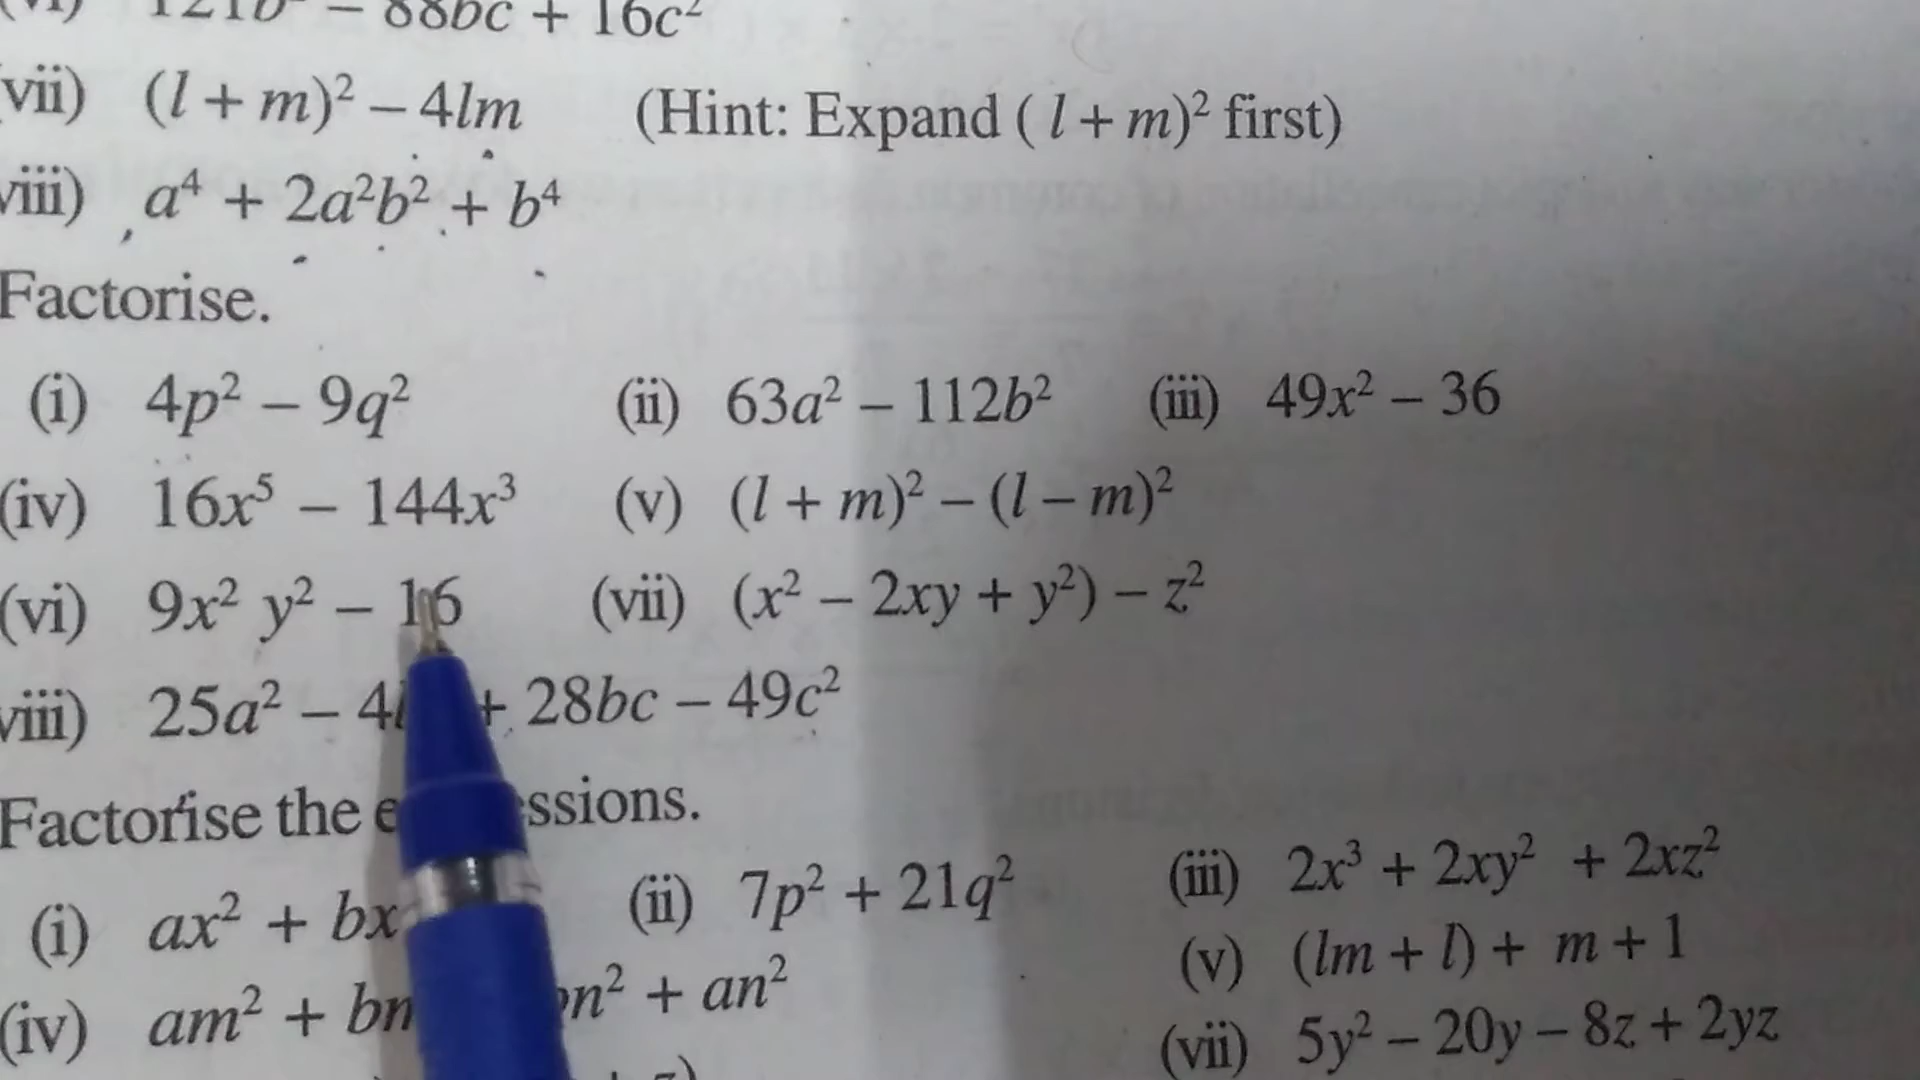 121b² – 88bc + 16c²
vii) (l + m)² – 4lm (Hint: Expand ( l + m)² first)
viii) a⁴ + 2a²b² + b⁴
Factorise.
(i) 4p² – 9q² (ii) 63a² – 112b² (iii) 49x² – 36
(iv) 16x⁵ – 144x³ (v) (l + m)² – (l – m)²
(vi) 9x² y² – 16 (vii) (x² – 2xy + y²) – z²
viii) 25a² – 4 + 28bc – 49c²
Factorise the
(i) ax² + bx (ii) 7p² + 21q² (iii) 2x³ + 2xy² + 2xz²
(iv) am² + n² + an² (v) (lm + l) + m + 1
(vii) 5y² – 20y – 8z + 2yz